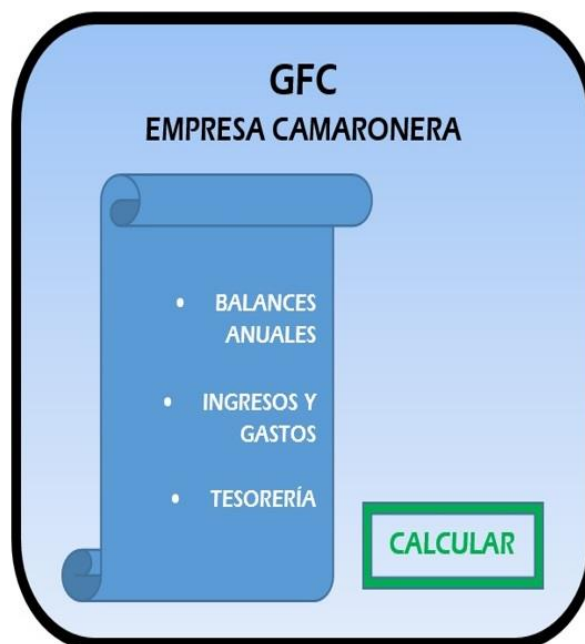 GFC
EMPRESA CAMARONERA
• BALANCES
ANUALES
• INGRESOS Y
GASTOS
• TESORERÍA
CALCULAR